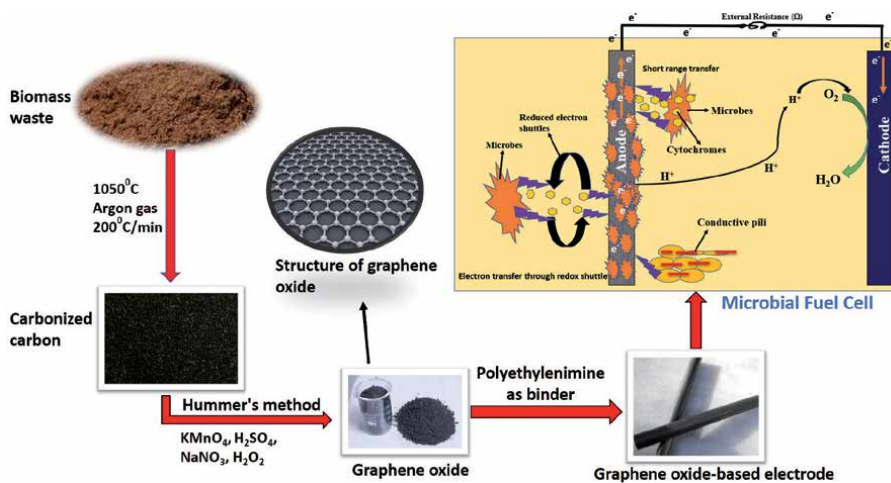 Biomass
waste
1050⁰C
Argon gas
200⁰C/min
Carbonized
carbon
Hummer's method
KMnO₄, H₂SO₄,
NaNO₃, H₂O₂
Structure of graphene
oxide
Graphene oxide
Polyethylenimine
as binder
Graphene oxide-based electrode
Microbial Fuel Cell
e⁻
e⁻
External Resistance (Ω)
e⁻
e⁻
e⁻
e⁻
e⁻
Short range transfer
Microbes
Cytochromes
Reduced electron
shuttles
Microbes
Anode
e⁻
e⁻
e⁻
e⁻
e⁻
H⁺
H⁺
H⁺
O₂
H₂O
Cathode
e⁻
e⁻
Conductive pili
Electron transfer through redox shuttle